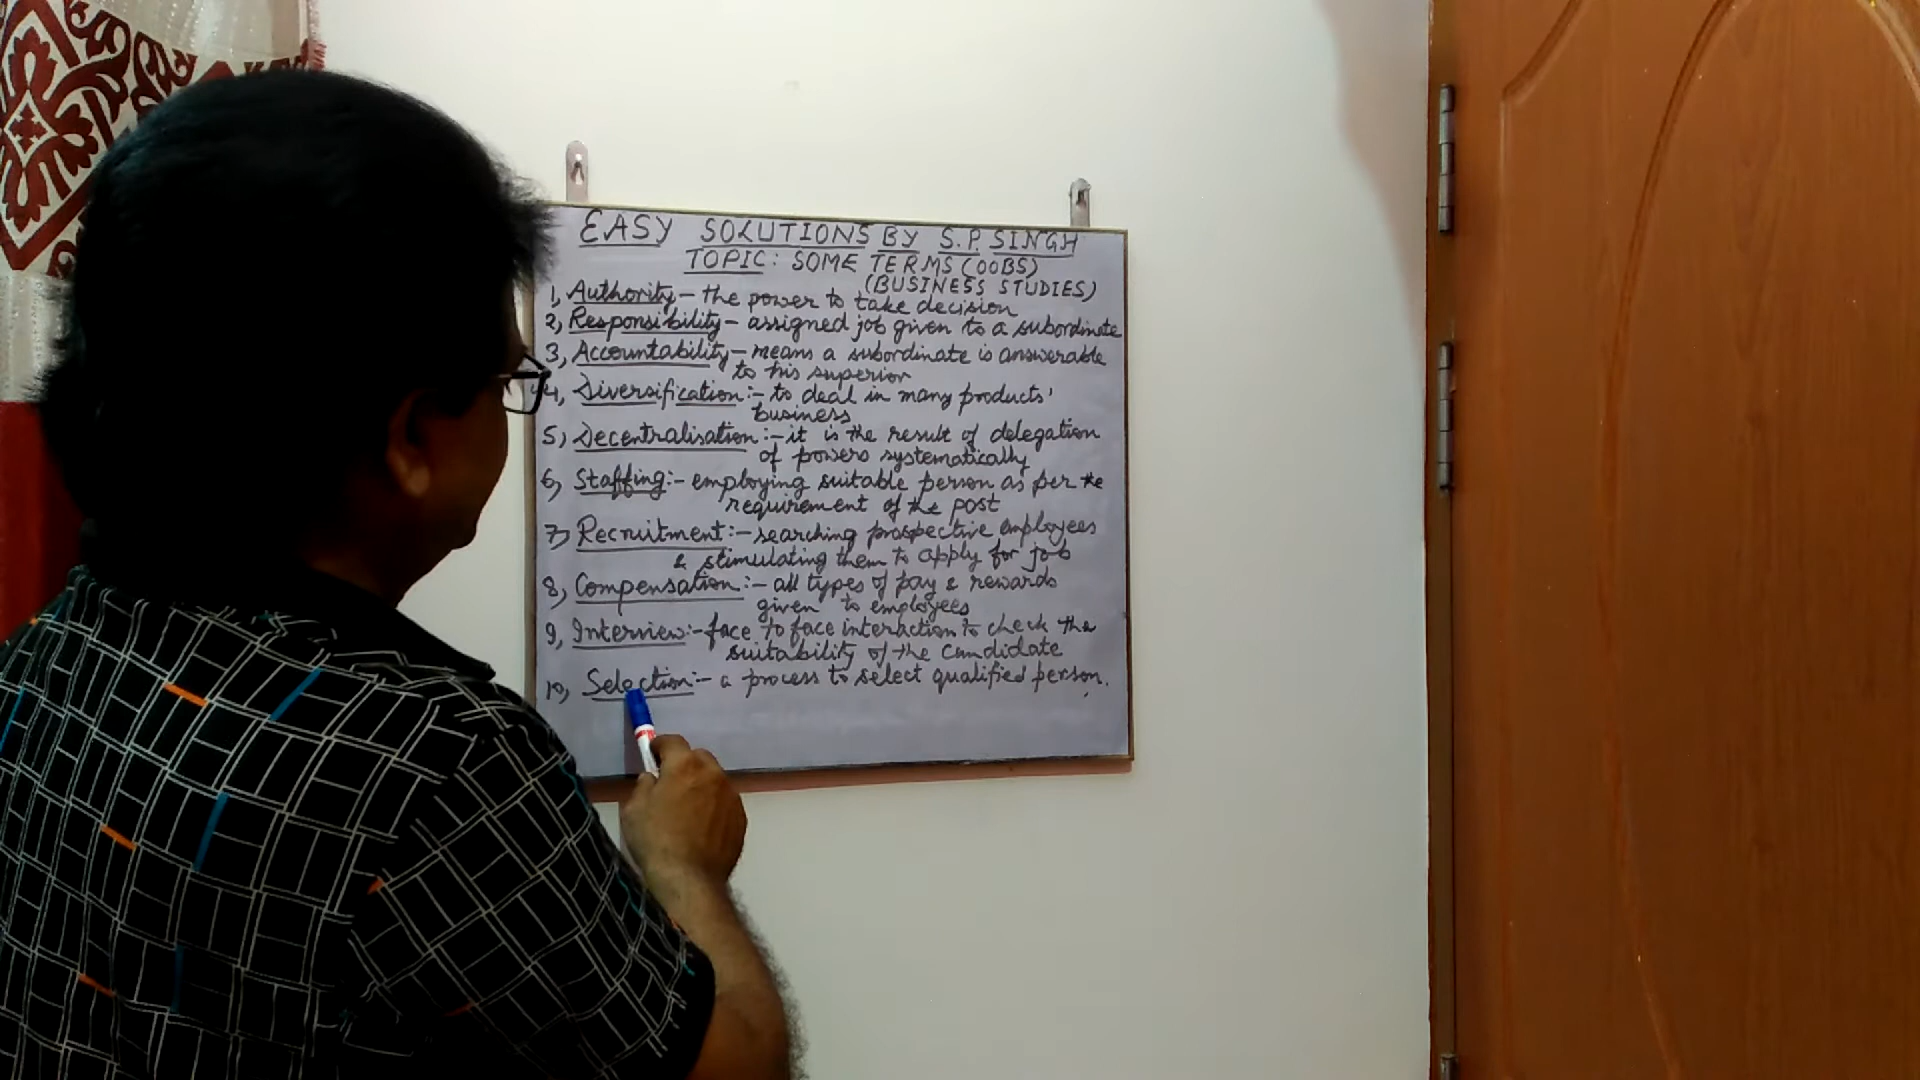 EASY SOLUTIONS BY S.P. SINGH
TOPIC: SOME TERMS (OOBS)
(BUSINESS STUDIES)
1, Authority - the power to take decision
2, Responsibility - assigned job given to a subordinate
3, Accountability - means a subordinate is answerable
to his superior
4, Diversification :- to deal in many products'
business
5, Decentralisation :- it is the result of delegation
of powers systematically
6, Staffing :- employing suitable person as per the
requirement of the post
7, Recruitment :- searching prospective employees
& stimulating them to apply for job
8, Compensation :- all types of pay & rewards
given to employees
9, Interview :- face to face interaction to check the
suitability of the candidate
10, Selection :- a process to select qualified person.